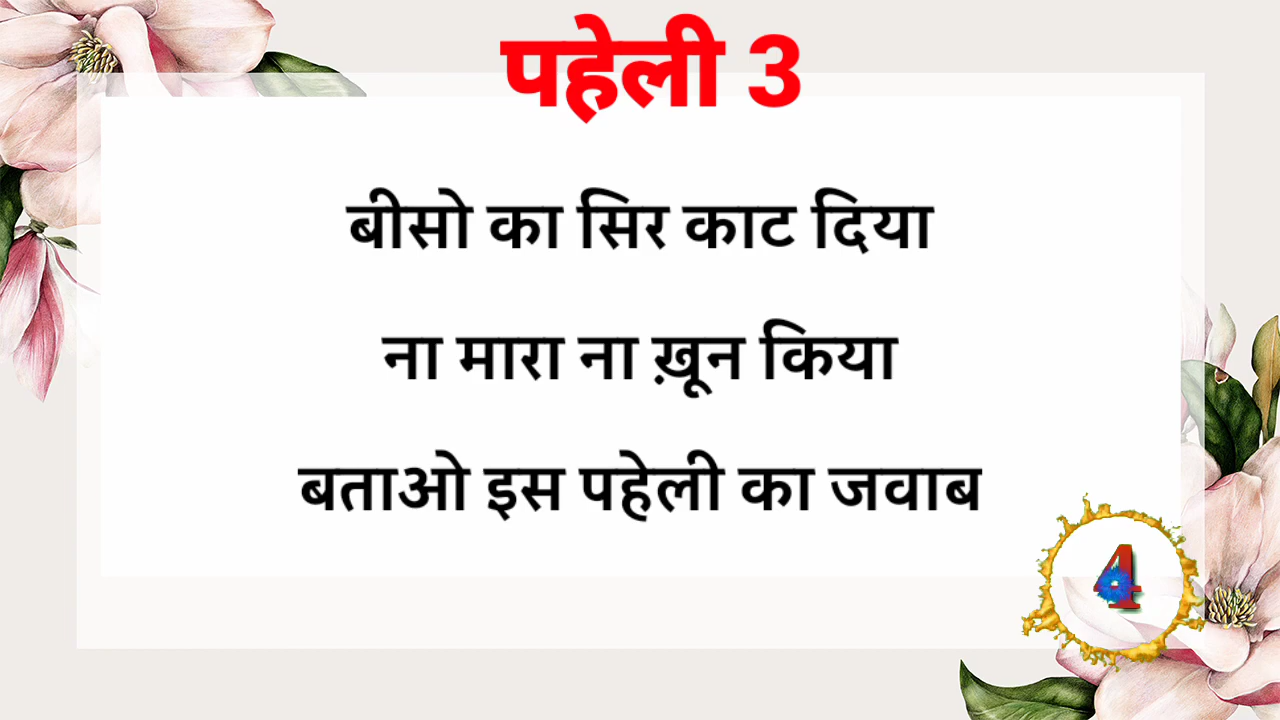 पहेली 3
बीसो का सिर काट दिया
ना मारा ना ख़ून किया
बताओ इस पहेली का जवाब
4